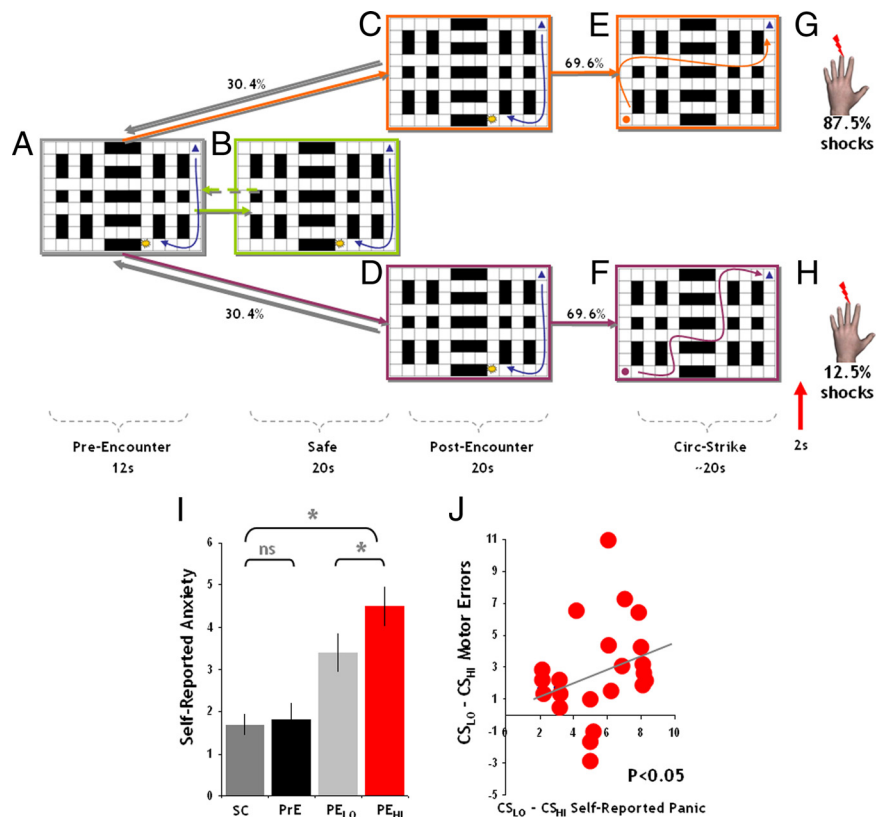 C
E
G
30.4%
69.6%
87.5%
shocks
A
B
D
F
H
30.4%
69.6%
12.5%
shocks
Pre-Encounter
12s
Safe
20s
Post-Encounter
20s
Circ-Strike
~20s
2s
I
Self-Reported Anxiety
6
5
4
3
2
1
0
*
ns
*
SC
PrE
PE_LO
PE_HI
J
CS_LO - CS_HI Motor Errors
11
9
7
5
3
1
-1
-3
-5
2
4
6
8
10
P<0.05
CS_LO - CS_HI Self-Reported Panic